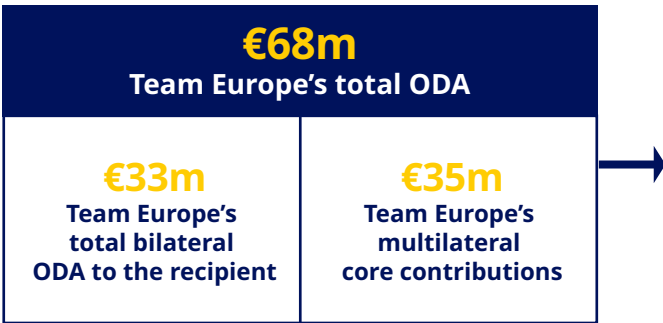 €68m
Team Europe’s total ODA
€33m
Team Europe’s
total bilateral
ODA to the recipient
€35m
Team Europe’s
multilateral
core contributions